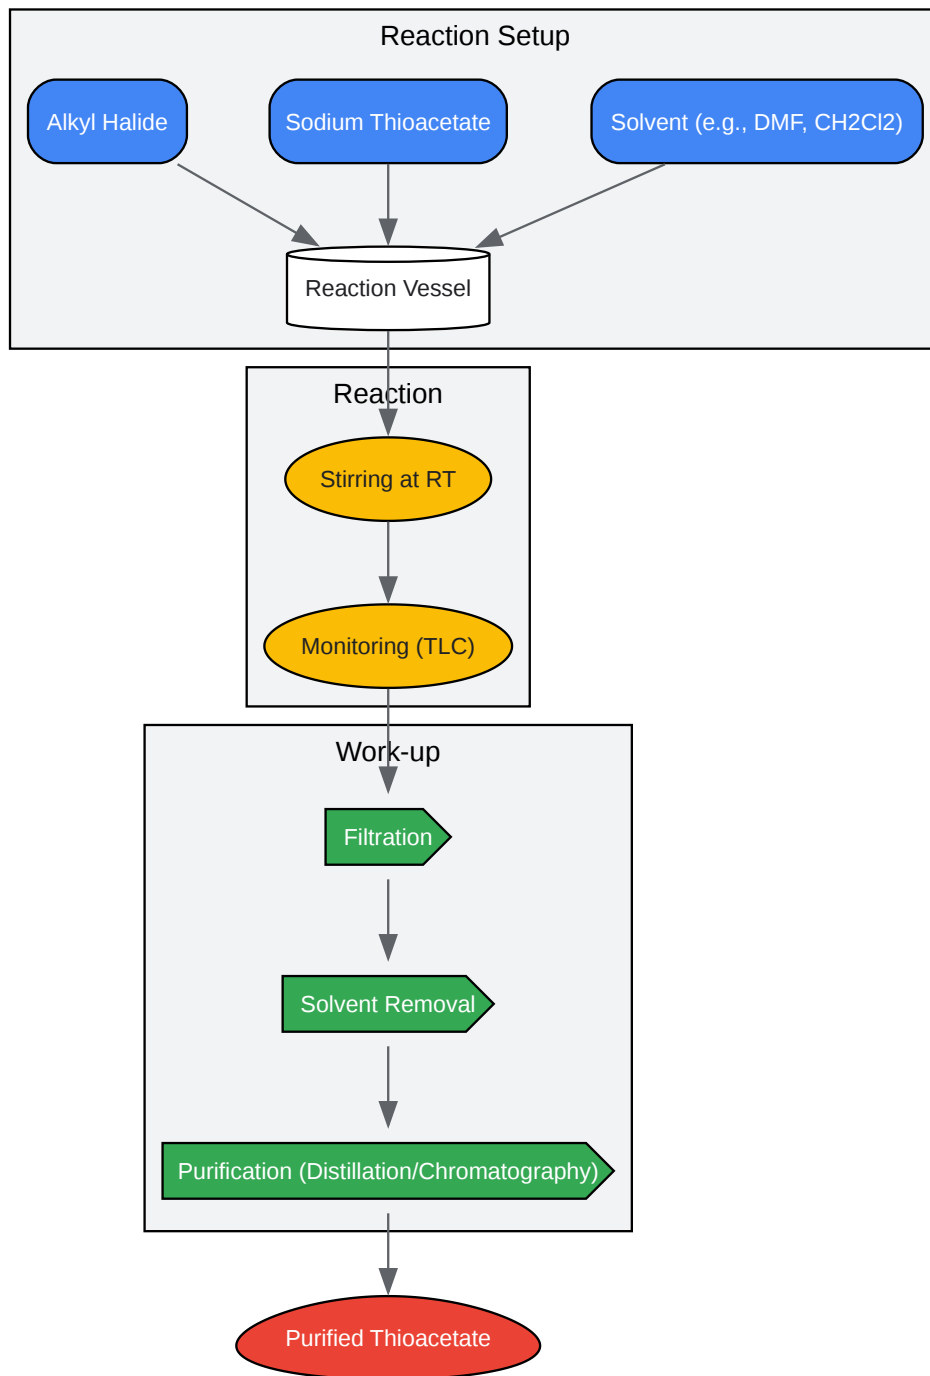 Reaction Setup
Alkyl Halide
Sodium Thioacetate
Solvent (e.g., DMF, CH2Cl2)
Reaction Vessel
Reaction
Stirring at RT
Monitoring (TLC)
Work-up
Filtration
Solvent Removal
Purification (Distillation/Chromatography)
Purified Thioacetate